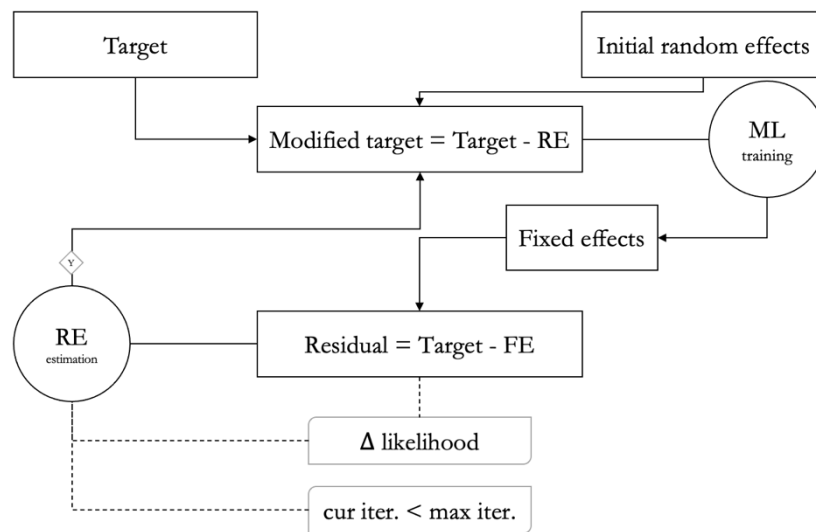 Target
Initial random effects
Modified target = Target - RE
ML
training
Fixed effects
Y
RE
estimation
Residual = Target - FE
Δ likelihood
cur iter. < max iter.